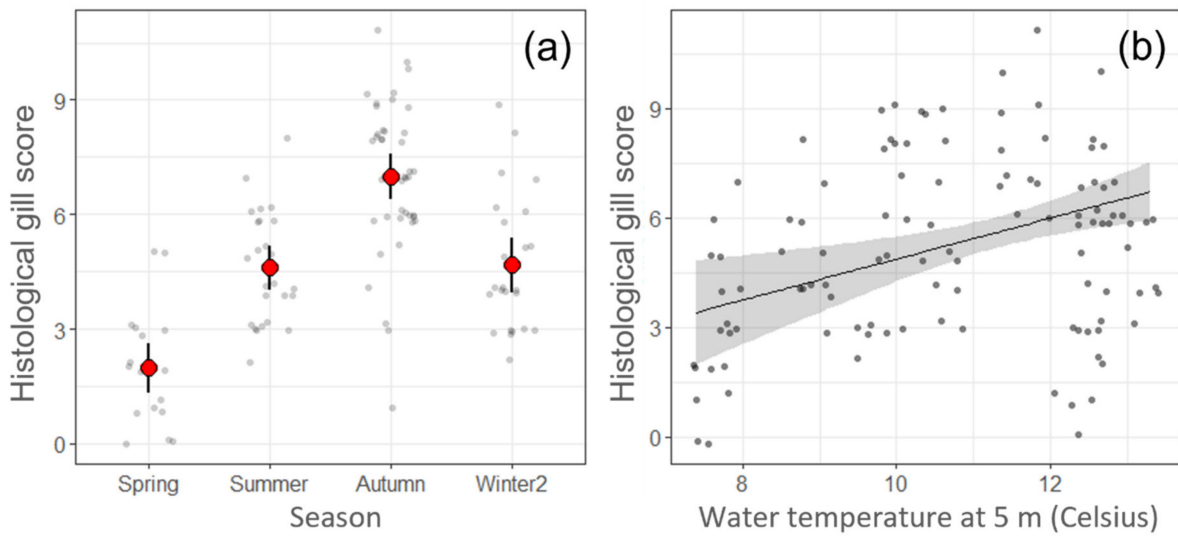 (a)
Histological gill score
9
6
3
0
Spring Summer Autumn Winter2
Season
(b)
Histological gill score
9
6
3
0
8 10 12
Water temperature at 5 m (Celsius)